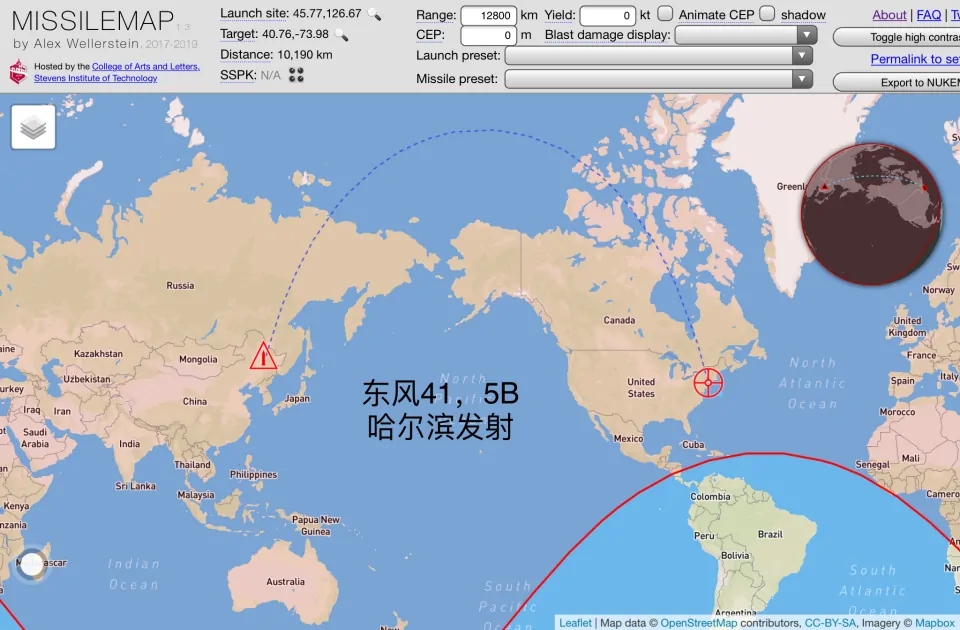 MISSILEMAP 1.3
by Alex Wellerstein, 2017-2019
Hosted by the College of Arts and Letters,
Stevens Institute of Technology
Launch site: 45.77,126.67
Target: 40.76,-73.98
Distance: 10,190 km
SSPK: N/A
Range: 12800 km Yield: 0 kt Animate CEP shadow
CEP: 0 m Blast damage display:
Launch preset:
Missile preset:
About | FAQ | Tw
Toggle high contras
Permalink to se
Export to NUKEM
Greenl
Russia
Norway
Canada
United
Kingdom
Kazakhstan
Mongolia
France
Uzbekistan
Italy
Spain
United
States
China
Japan
North
Atlantic
Ocean
Iraq
Iran
Morocco
Saudi
Arabia
North
东风41，5B
哈尔滨发射
India
Mexico
Cuba
Mali
Senegal
Thailand
Philippines
Sri Lanka
Malaysia
Colombia
Cameroo
Kenya
Papua New
Guinea
Peru
Brazil
Bolivia
Indian
Ocean
Australia
South
Pacific
Ocean
South
Atlantic
Ocean
Argentina
Leaflet | Map data © OpenStreetMap contributors, CC-BY-SA, Imagery © Mapbox